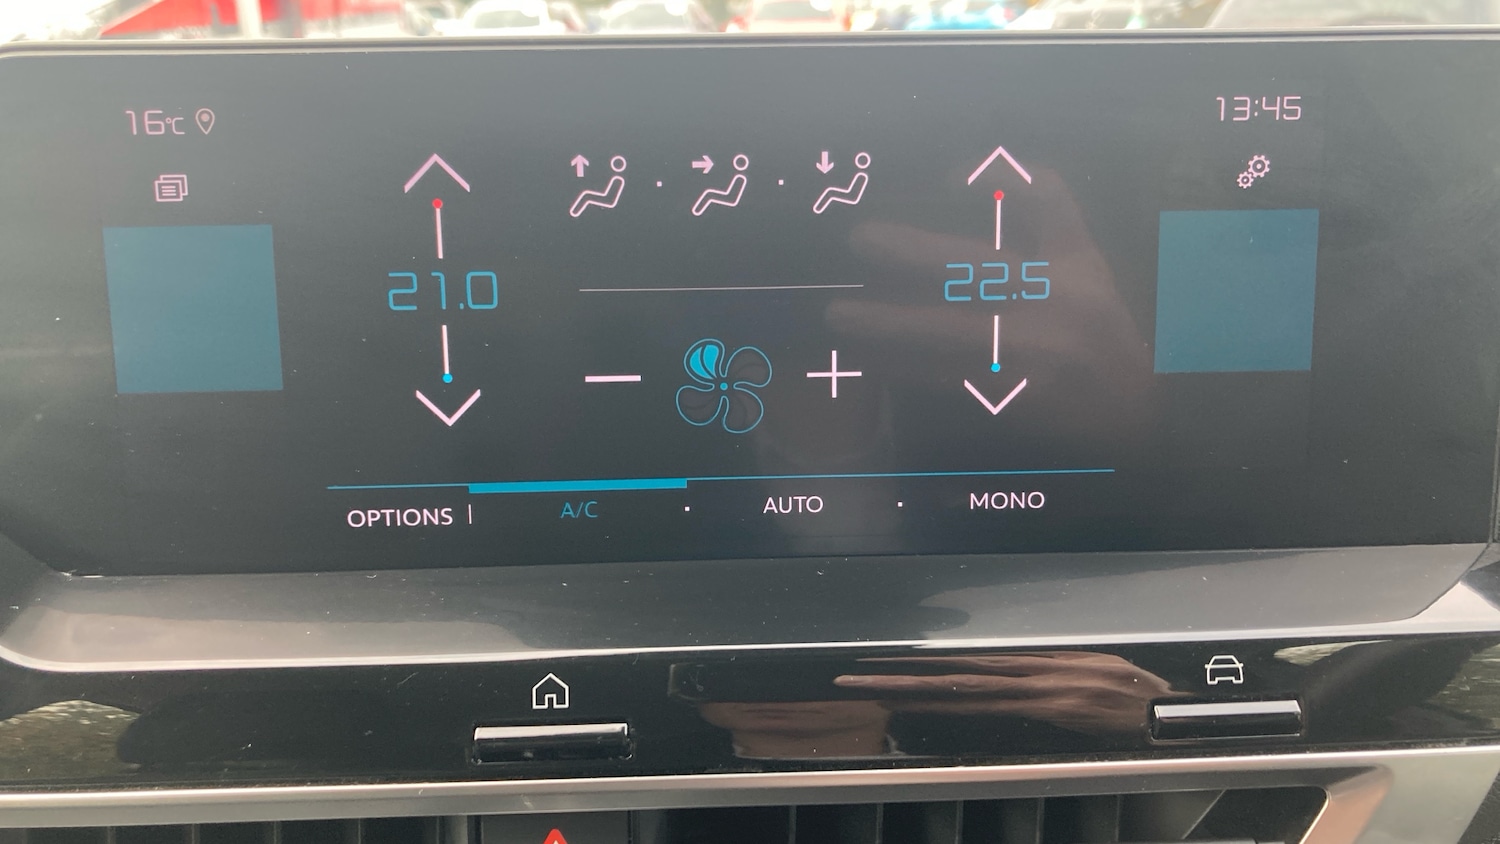 16°C
13:45
21.0
22.5
OPTIONS | A/C · AUTO · MONO